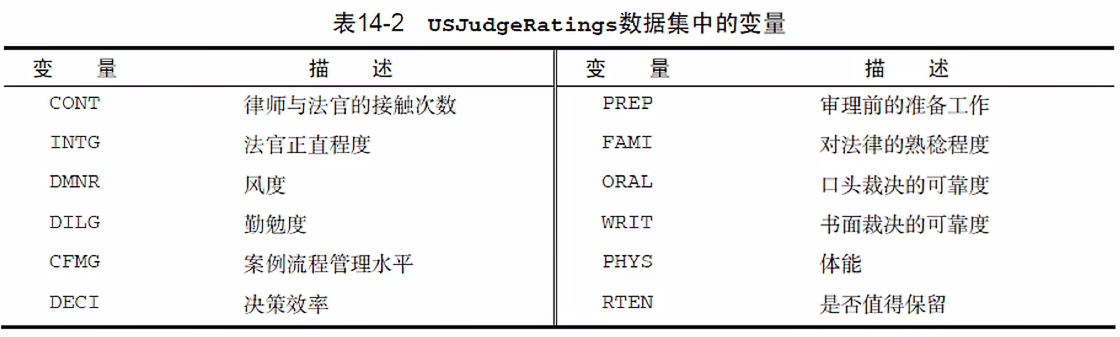 表14-2 USJudgeRatings数据集中的变量
变 量 描 述 变 量 描 述
CONT 律师与法官的接触次数 PREP 审理前的准备工作
INTG 法官正直程度 FAMI 对法律的熟稔程度
DMNR 风度 ORAL 口头裁决的可靠度
DILG 勤勉度 WRIT 书面裁决的可靠度
CFMG 案例流程管理水平 PHYS 体能
DECI 决策效率 RTEN 是否值得保留